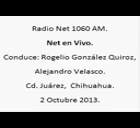 Radio Net 1060 AM.
Net en Vivo.
Conduce: Rogelio González Quiroz,
Alejandro Velasco.
Cd. Juárez,  Chihuahua.
2 Octubre 2013.